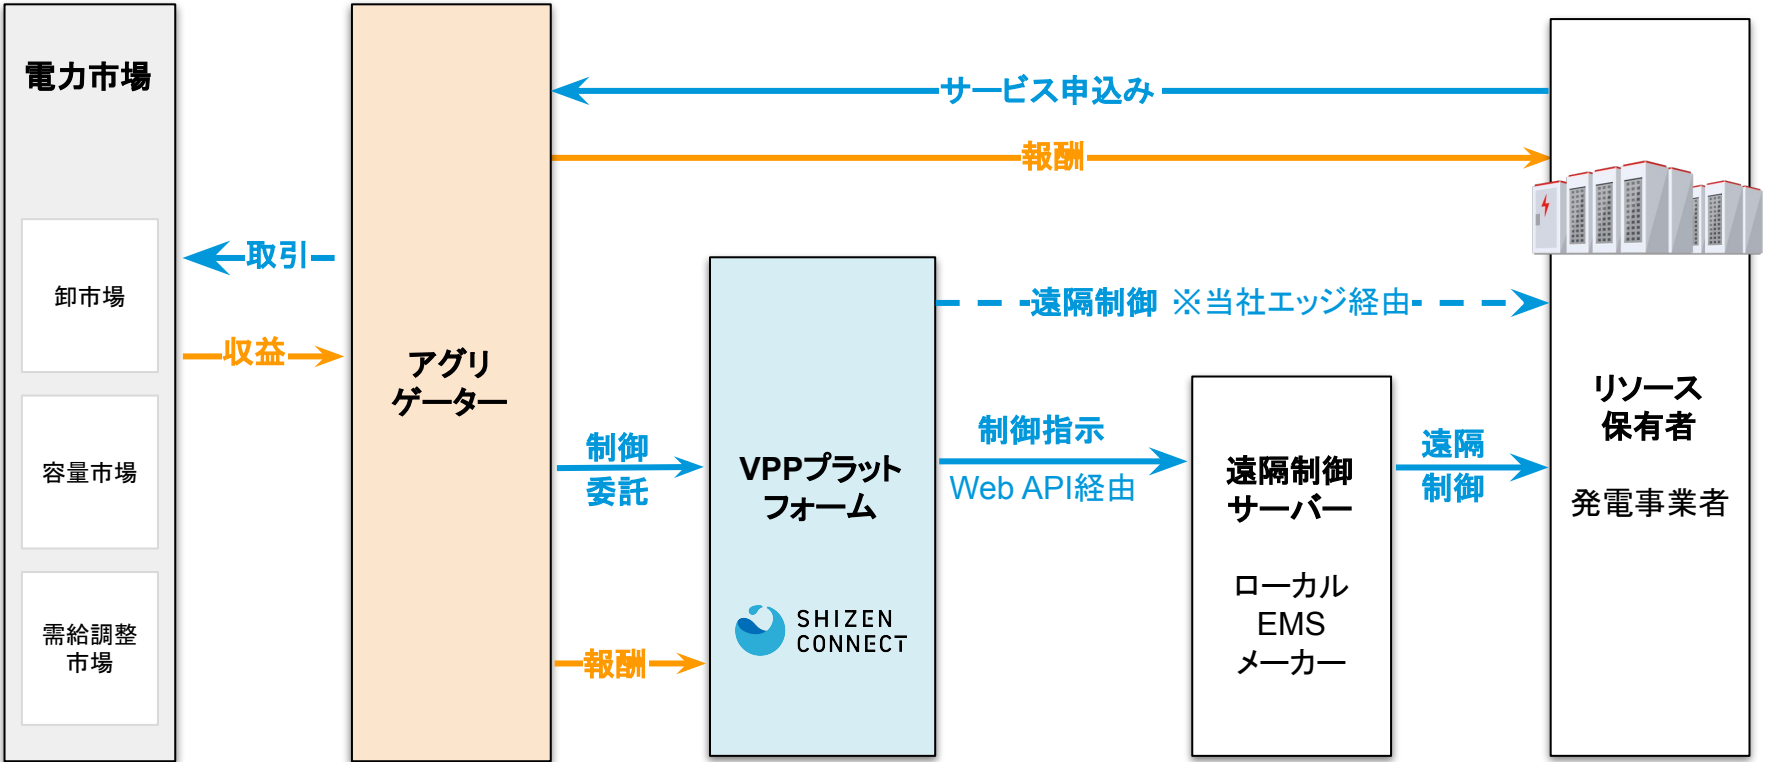 電力市場
卸市場
容量市場
需給調整
市場
取引
収益
アグリ
ゲーター
サービス申込み
報酬
制御
委託
報酬
VPPプラット
フォーム
SHIZEN
CONNECT
遠隔制御 ※当社エッジ経由
制御指示
Web API経由
遠隔制御
サーバー
ローカル
EMS
メーカー
遠隔
制御
リソース
保有者
発電事業者